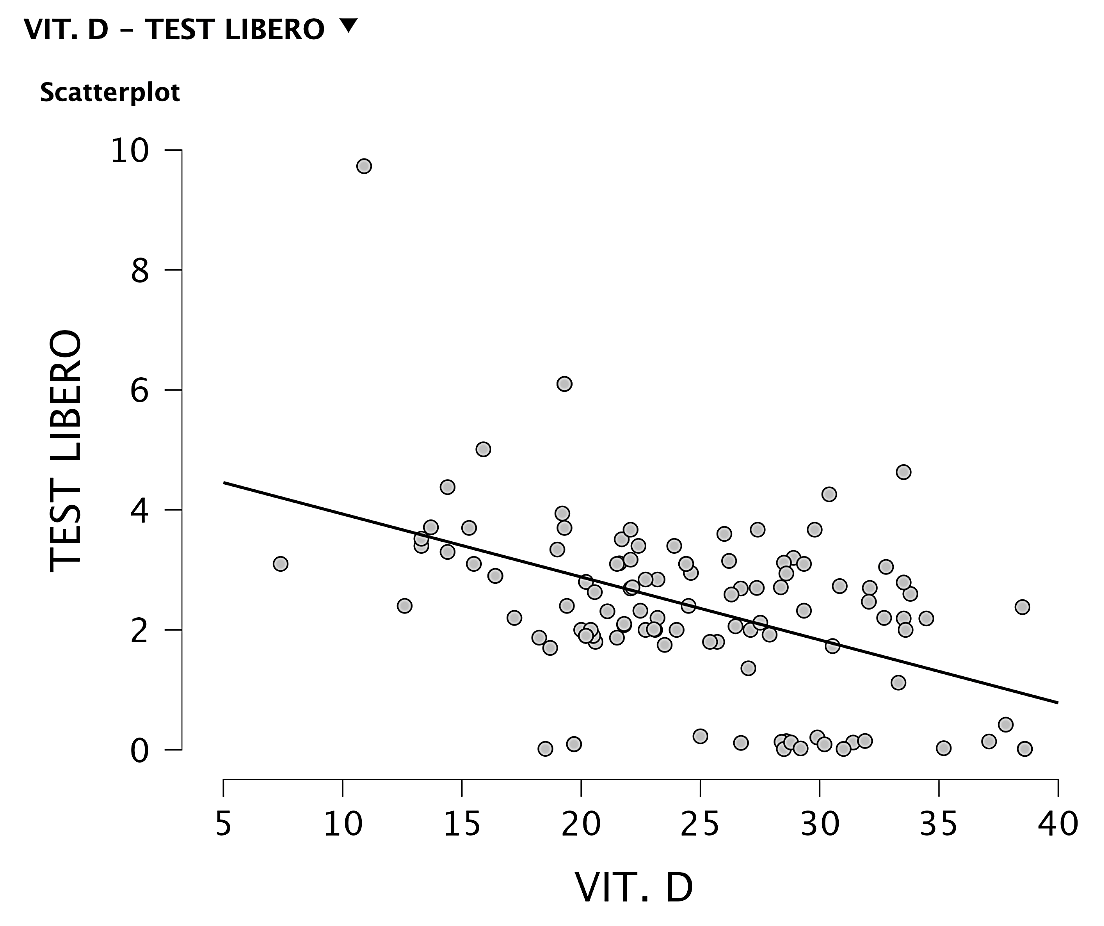 VIT. D – TEST LIBERO ▼
Scatterplot
10
8
6
4
2
0
TEST LIBERO
5 10 15 20 25 30 35 40
VIT. D